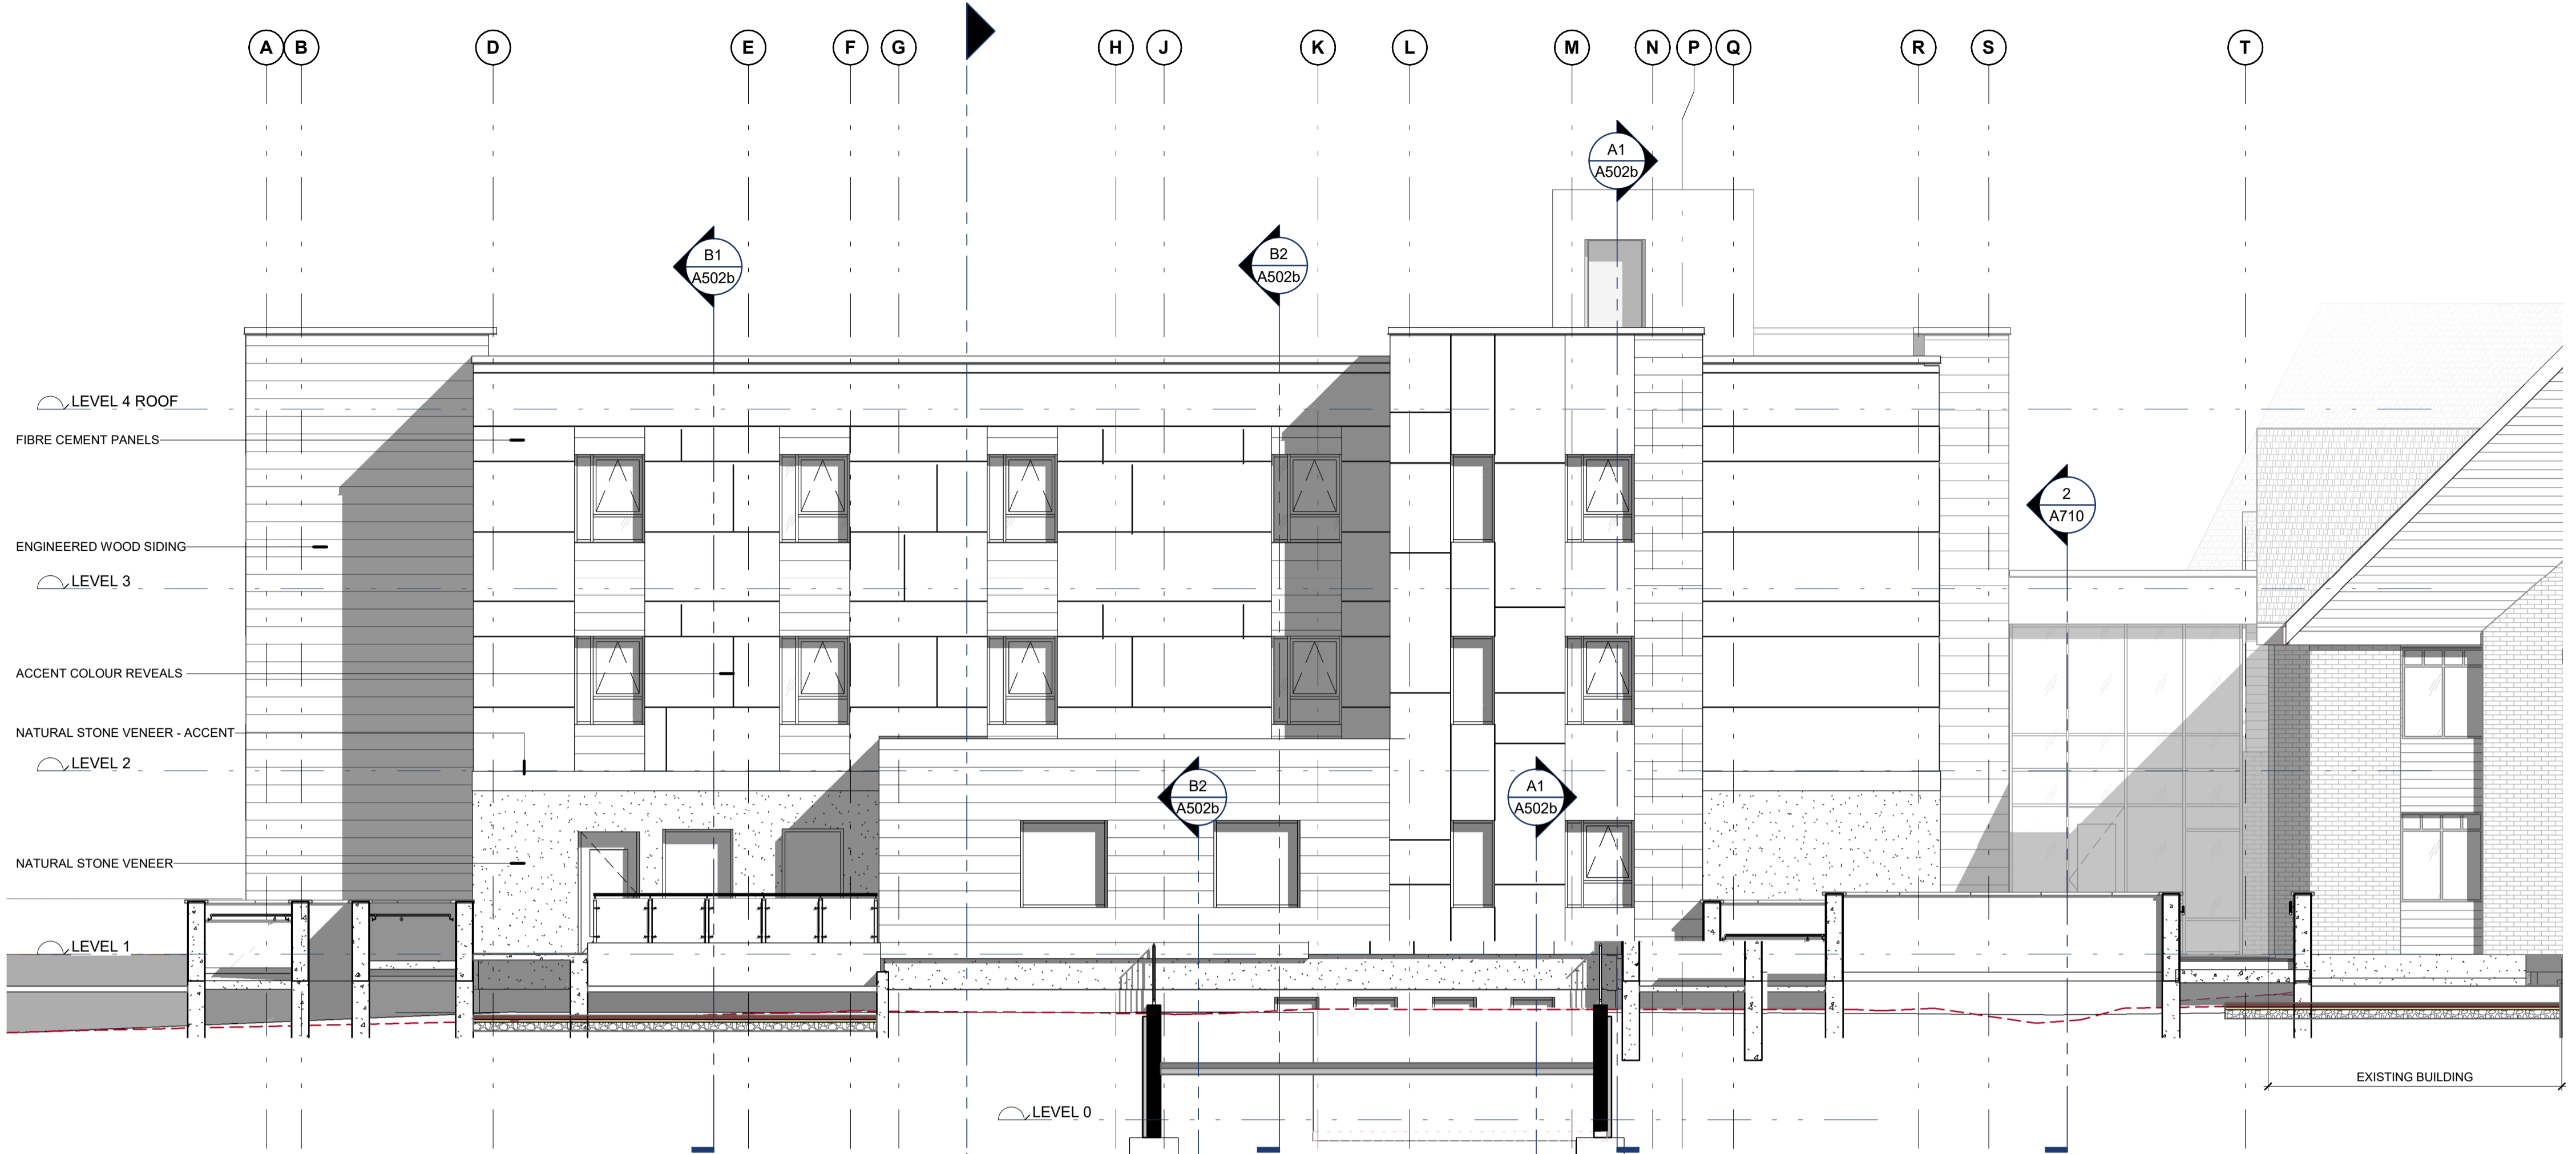 A B D E F G H J K L M N P Q R S T
A1
A502b
B1
A502b
B2
A502b
LEVEL 4 ROOF
FIBRE CEMENT PANELS
2
A710
ENGINEERED WOOD SIDING
LEVEL 3
ACCENT COLOUR REVEALS
NATURAL STONE VENEER - ACCENT
LEVEL 2
B2
A502b
A1
A502b
NATURAL STONE VENEER
LEVEL 1
EXISTING BUILDING
LEVEL 0